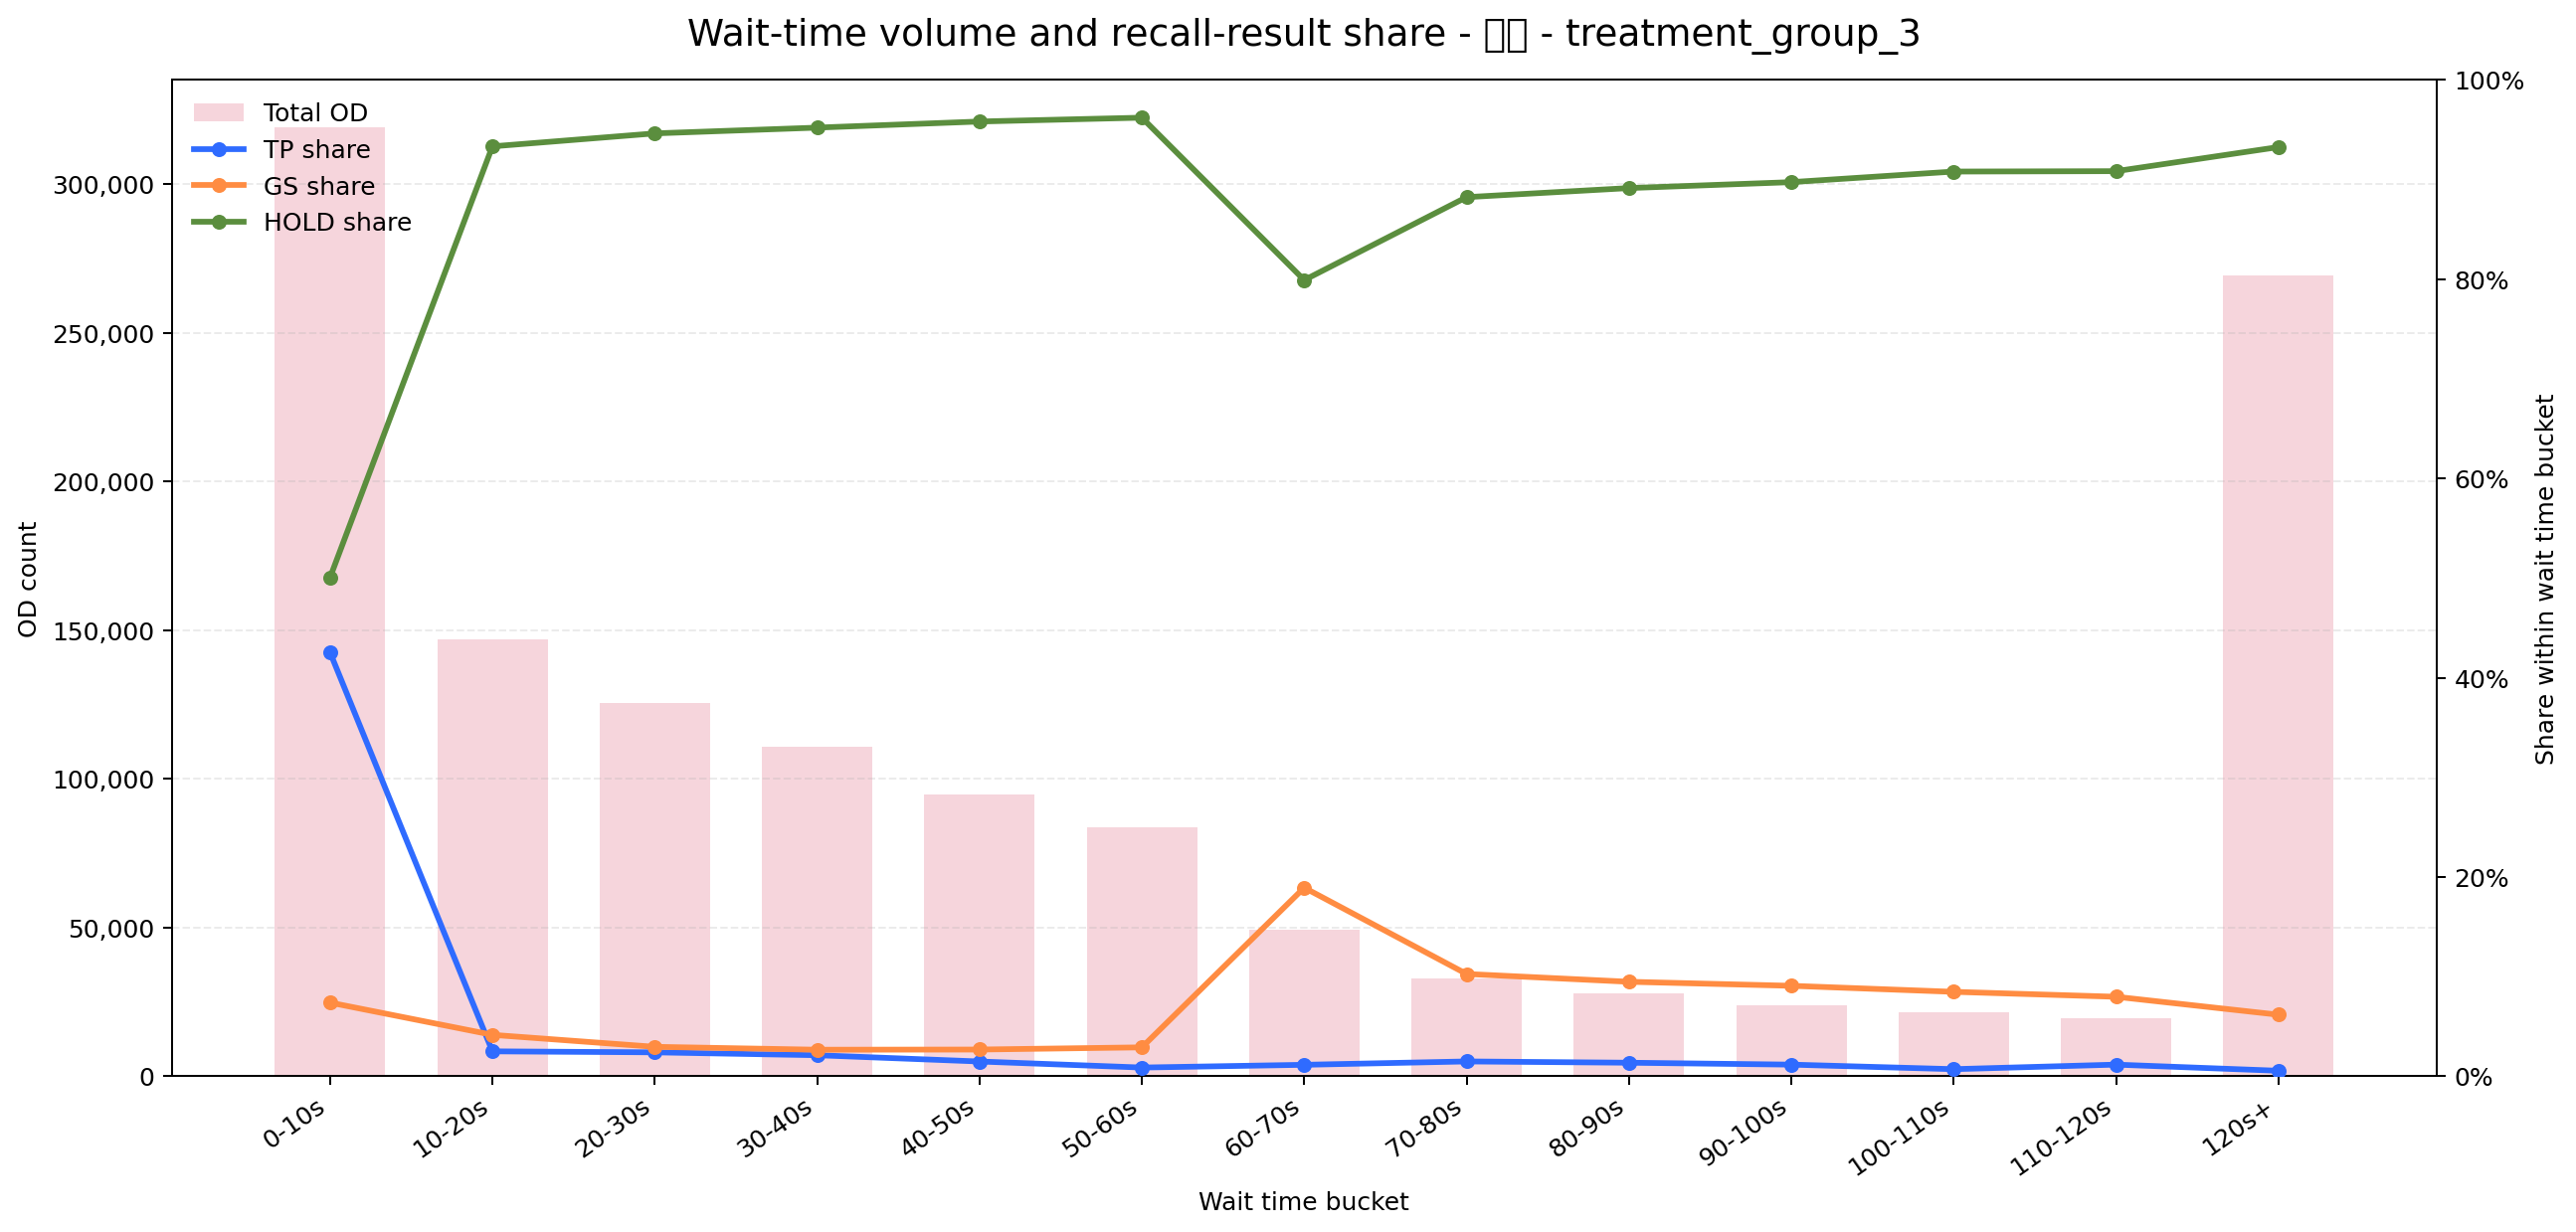 Wait-time volume and recall-result share - - treatment_group_3
Total OD
TP share
GS share
HOLD share
OD count
300,000
250,000
200,000
150,000
100,000
50,000
0
100%
80%
60%
40%
20%
0%
Share within wait time bucket
0-10s
10-20s
20-30s
30-40s
40-50s
50-60s
60-70s
70-80s
80-90s
90-100s
100-110s
110-120s
120s+
Wait time bucket